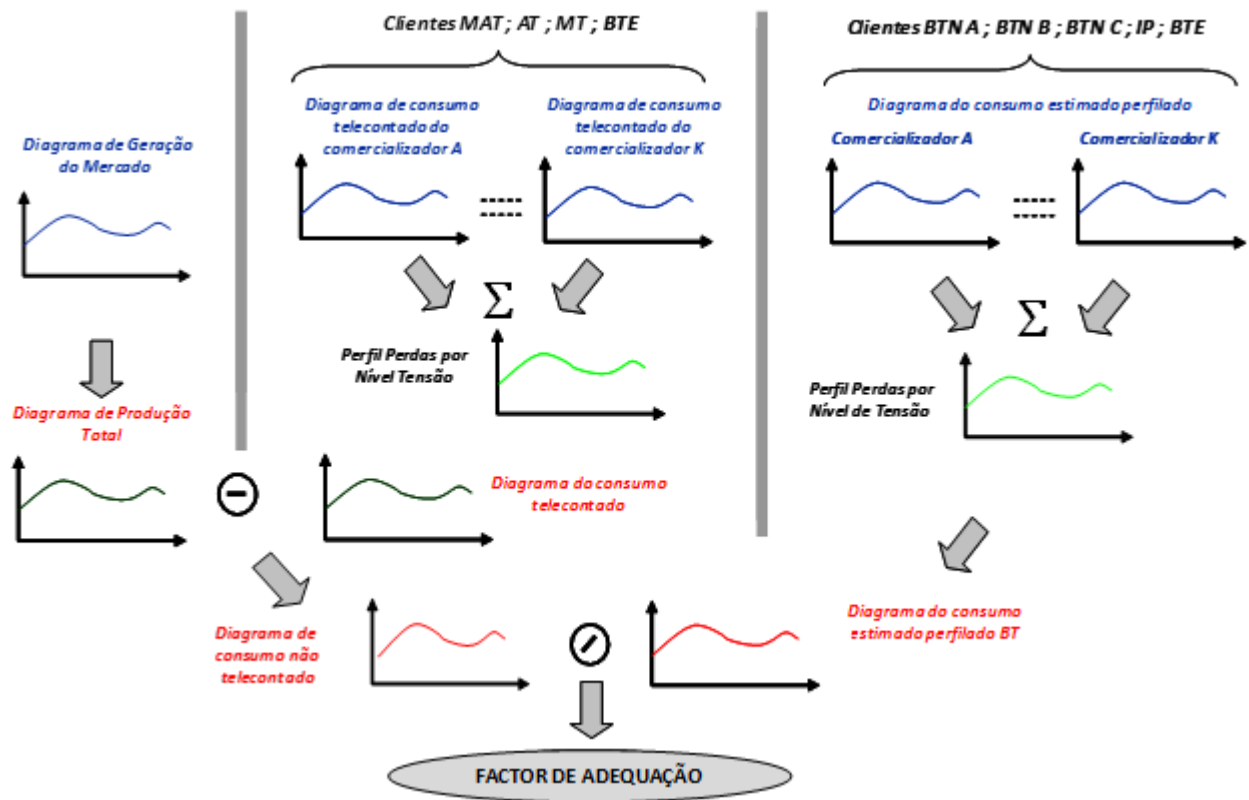 Clientes MAT ; AT ; MT ; BTE
Clientes BTN A ; BTN B ; BTN C ; IP ; BTE
Diagrama de Geração
do Mercado
Diagrama de consumo
telecontado do
comercializador A
Diagrama de consumo
telecontado do
comercializador K
Diagrama do consumo estimado perfilado
Comercializador A
Comercializador K
Σ
Σ
Perfil Perdas por
Nível Tensão
Perfil Perdas por
Nível de Tensão
Diagrama de Produção
Total
Diagrama do consumo
telecontado
Diagrama de
consumo não
telecontado
Diagrama do consumo
estimado perfilado BT
FACTOR DE ADEQUAÇÃO